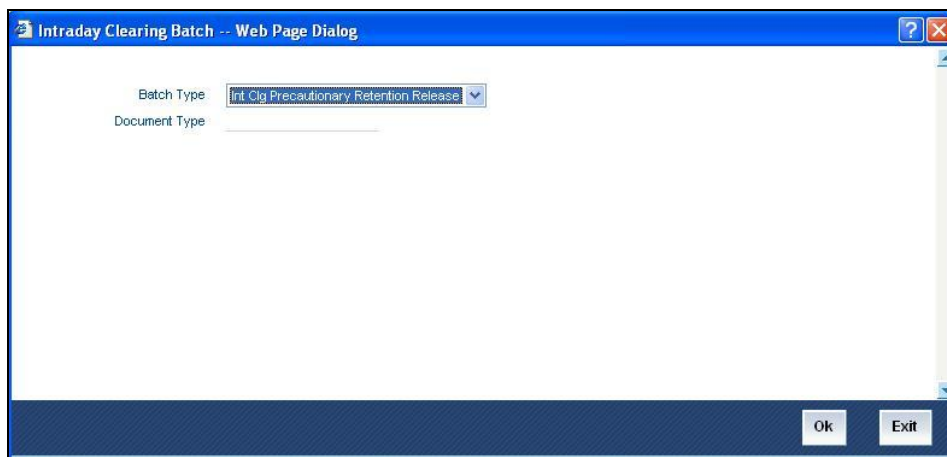 Intraday Clearing Batch -- Web Page Dialog
?
Batch Type Int Clg Precautionary Retention Release
Document Type
Ok Exit